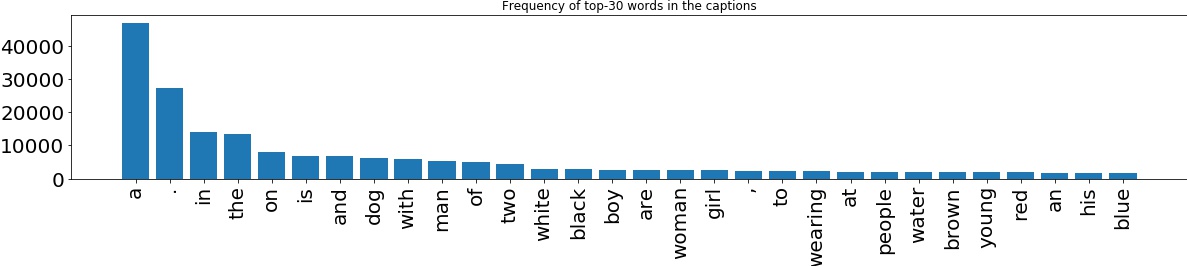 Frequency of top-30 words in the captions
40000
30000
20000
10000
0
a
.
in
the
on
is
and
dog
with
man
of
two
white
black
boy
are
woman
girl
,
to
wearing
at
people
water
brown
young
red
an
his
blue